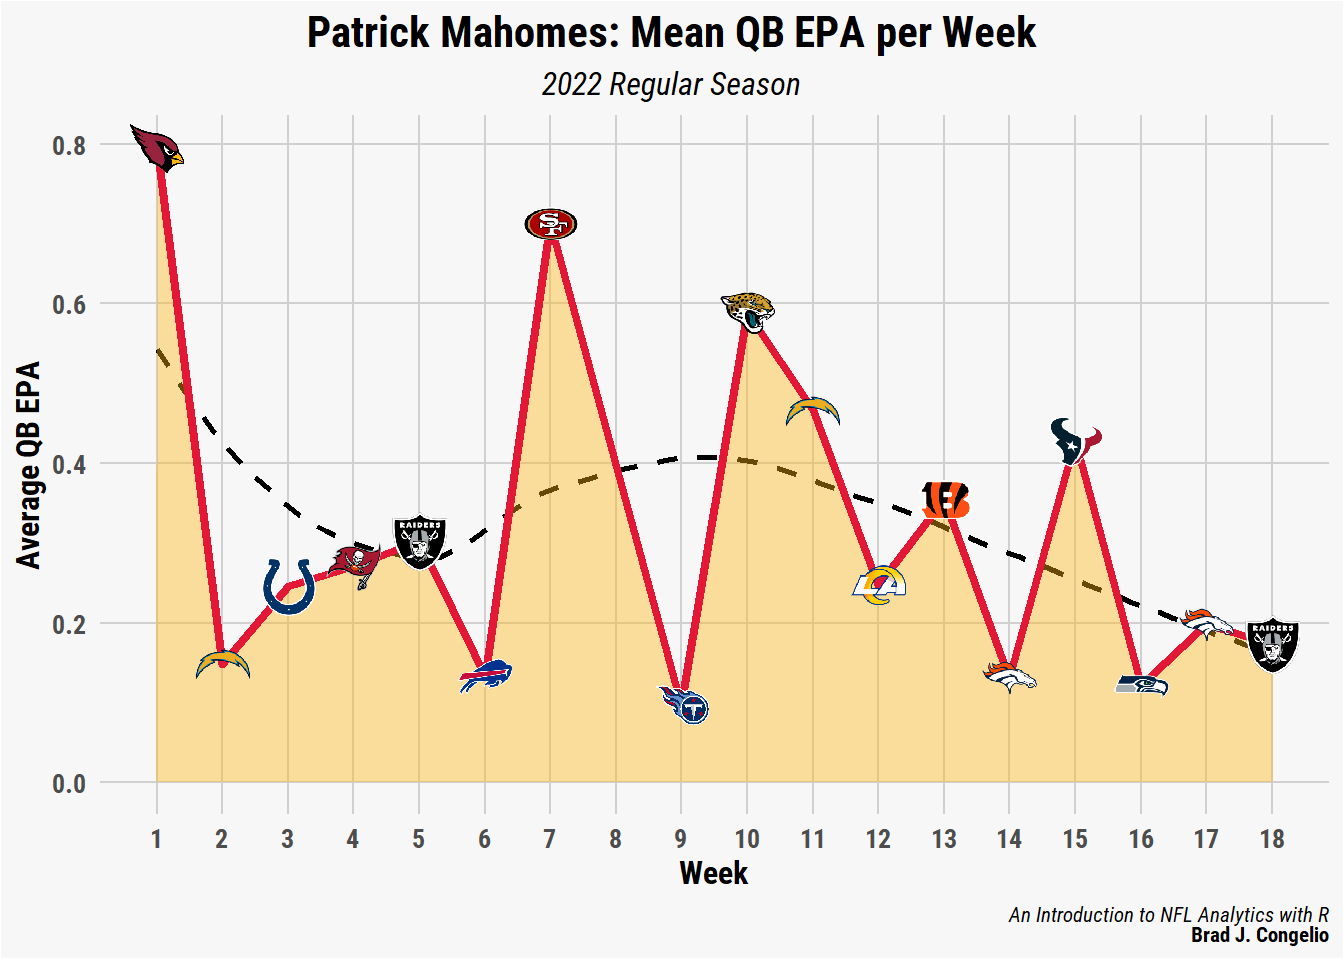 Patrick Mahomes: Mean QB EPA per Week
2022 Regular Season
Average QB EPA
0.8
0.6
0.4
0.2
0.0
SF
RAIDERS
B
LA
T
RAIDERS
1 2 3 4 5 6 7 8 9 10 11 12 13 14 15 16 17 18
Week
An Introduction to NFL Analytics with R
Brad J. Congelio